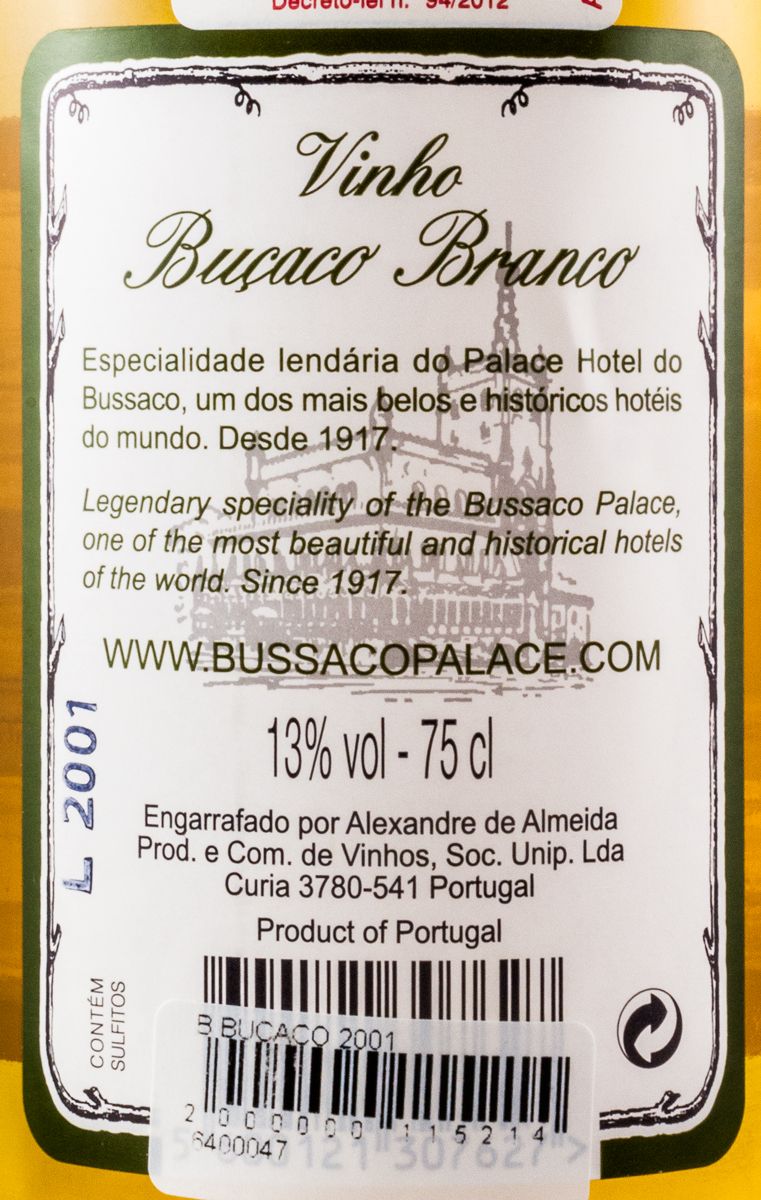 Decreto-lei n.º 94/2012
Vinho
Buçaco Branco
Especialidade lendária do Palace Hotel do
Bussaco, um dos mais belos e históricos hotéis
do mundo. Desde 1917.
Legendary speciality of the Bussaco Palace,
one of the most beautiful and historical hotels
of the world. Since 1917.
WWW.BUSSACOPALACE.COM
13% vol - 75 cl
L 2001
Engarrafado por Alexandre de Almeida
Prod. e Com. de Vinhos, Soc. Unip. Lda
Curia 3780-541 Portugal
Product of Portugal
CONTÉM
SULFITOS
B BUCACO 2001
2 000000 115214
6400047